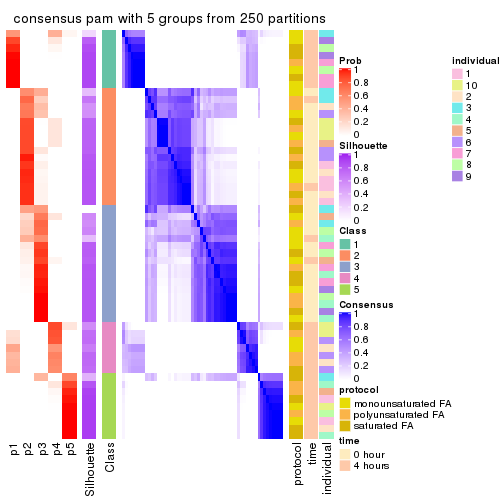 consensus pam with 5 groups from 250 partitions
Prob
1
0.8
0.6
0.4
0.2
0
Silhouette
1
0.8
0.6
0.4
0.2
0
Class
1
2
3
4
5
Consensus
1
0.8
0.6
0.4
0.2
0
protocol
monounsaturated FA
polyunsaturated FA
saturated FA
time
0 hour
4 hours
individual
1
10
2
3
4
5
6
7
8
9
p1
p2
p3
p4
p5
Silhouette
Class
protocol
time
individual